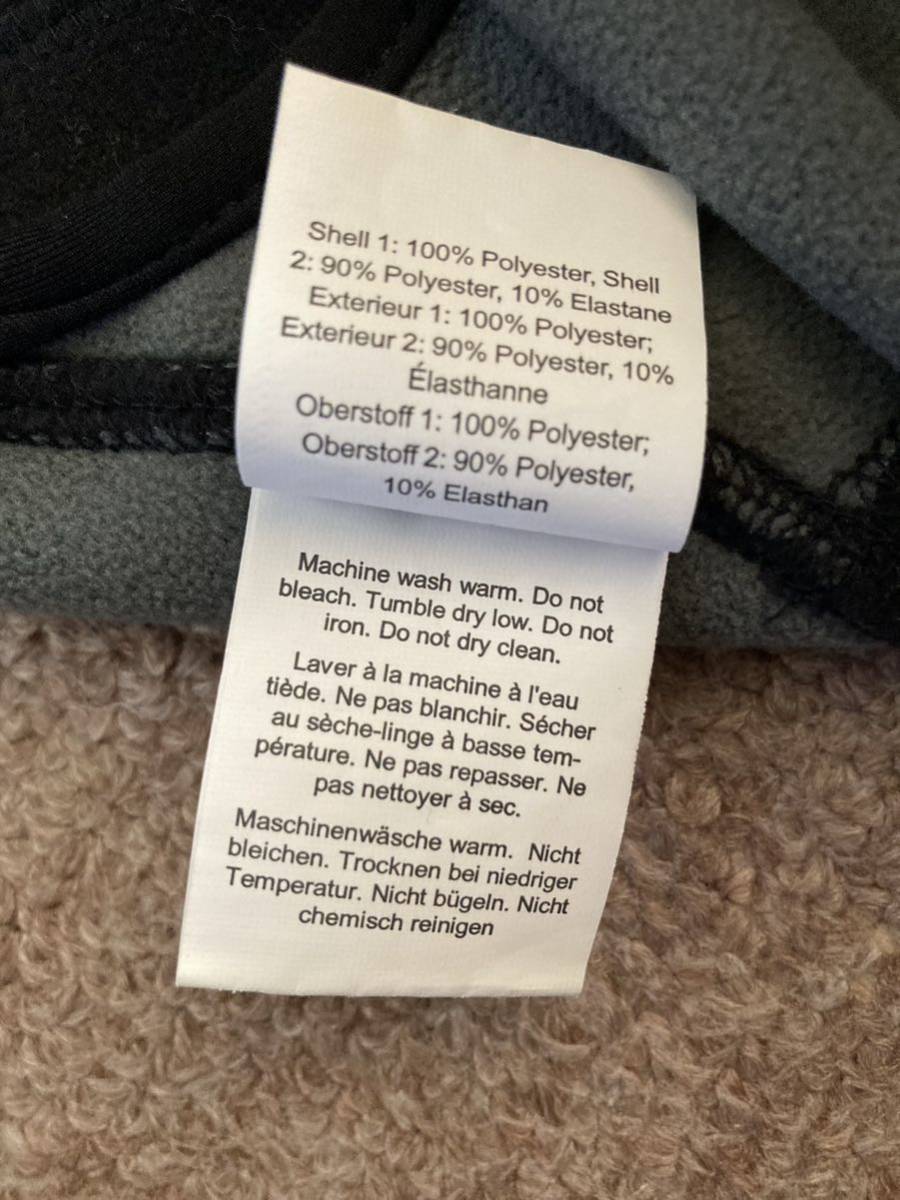 Shell 1: 100% Polyester, Shell
2: 90% Polyester, 10% Elastane
Exterieur 1: 100% Polyester;
Exterieur 2: 90% Polyester, 10%
Élasthanne
Oberstoff 1: 100% Polyester;
Oberstoff 2: 90% Polyester,
10% Elasthan
Machine wash warm. Do not
bleach. Tumble dry low. Do not
iron. Do not dry clean.
Laver à la machine à l'eau
tiède. Ne pas blanchir. Sécher
au sèche-linge à basse tem-
pérature. Ne pas repasser. Ne
pas nettoyer à sec.
Maschinenwäsche warm. Nicht
bleichen. Trocknen bei niedriger
Temperatur. Nicht bügeln. Nicht
chemisch reinigen